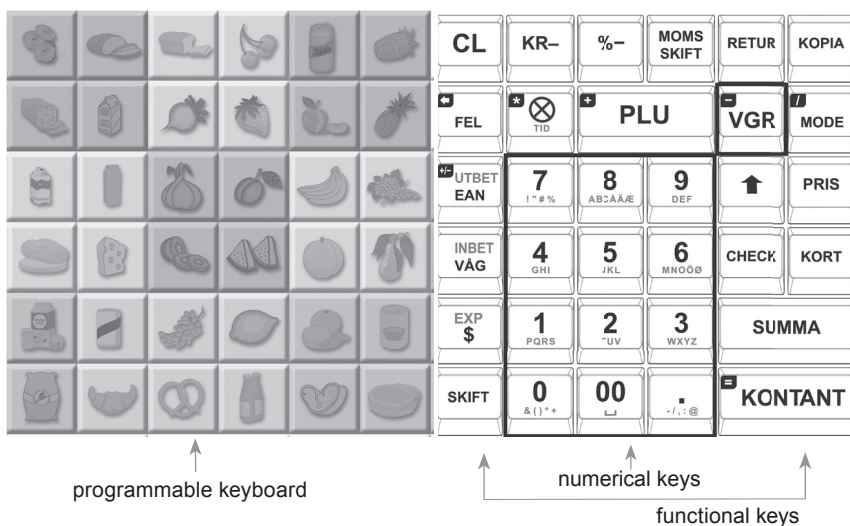 CL KR– %– MOMS SKIFT RETUR KOPIA
FEL * TID + PLU – VGR / MODE
+/- UTBET EAN 7 !"#% 8 ABCÅÄÆ 9 DEF PRIS
INBET VÅG 4 GHI 5 JKL 6 MNOÖØ CHECK KORT
EXP $ 1 PQRS 2 TUV 3 WXYZ SUMMA
SKIFT 0 &()*+ 00 . -/,:@ = KONTANT
programmable keyboard
numerical keys
functional keys